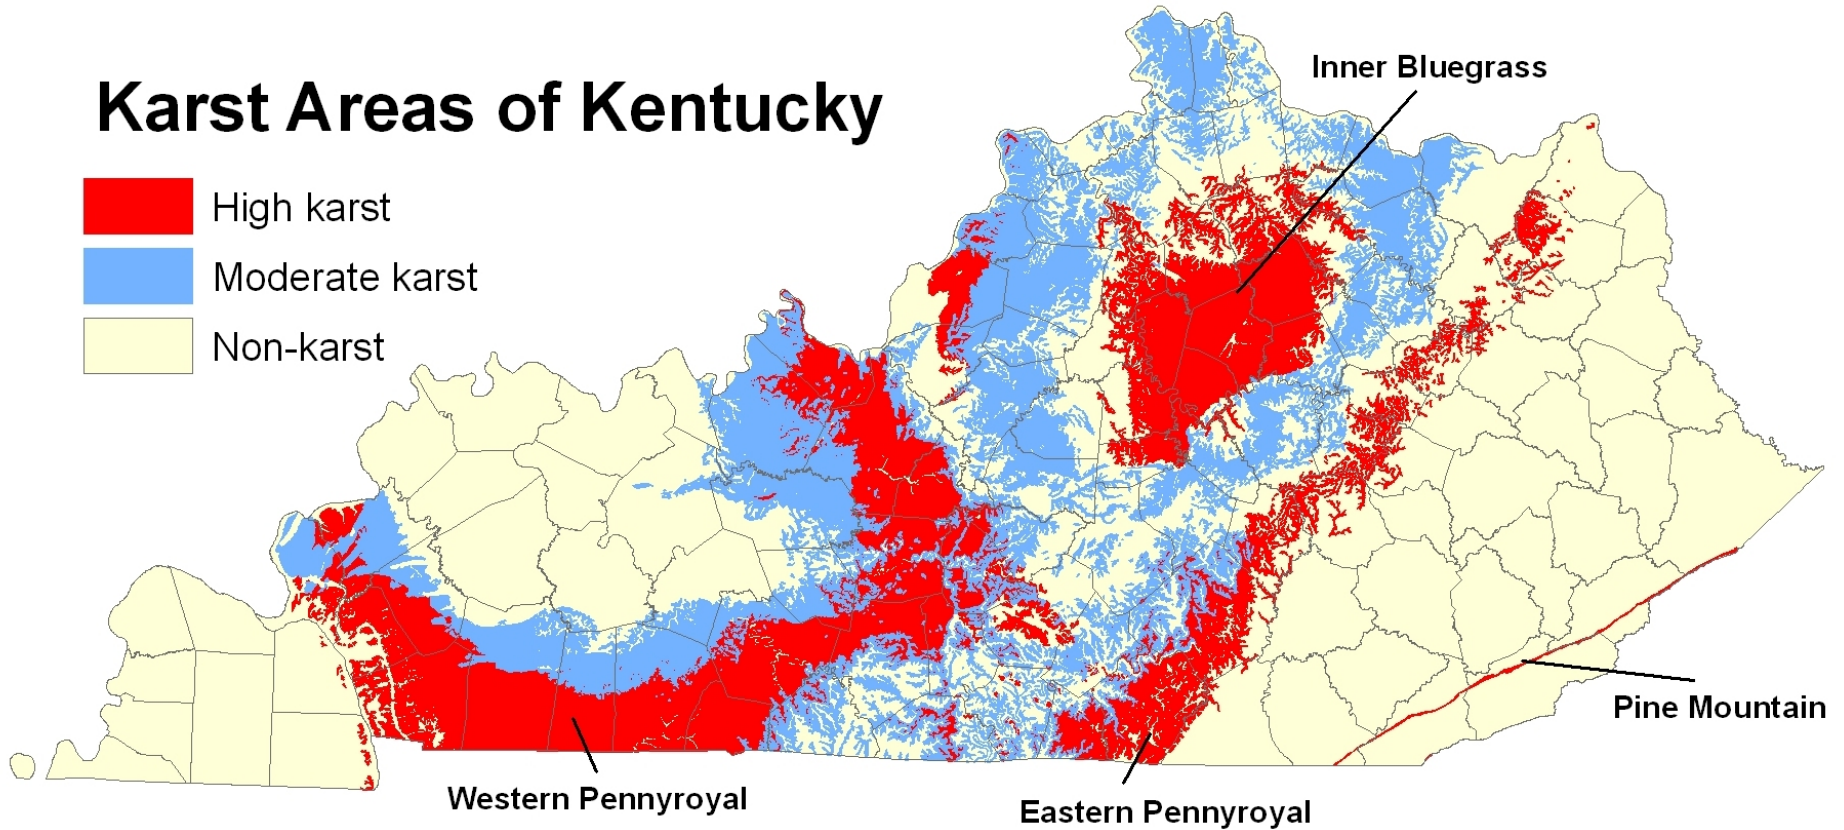 Karst Areas of Kentucky
High karst
Moderate karst
Non-karst
Inner Bluegrass
Pine Mountain
Western Pennyroyal
Eastern Pennyroyal